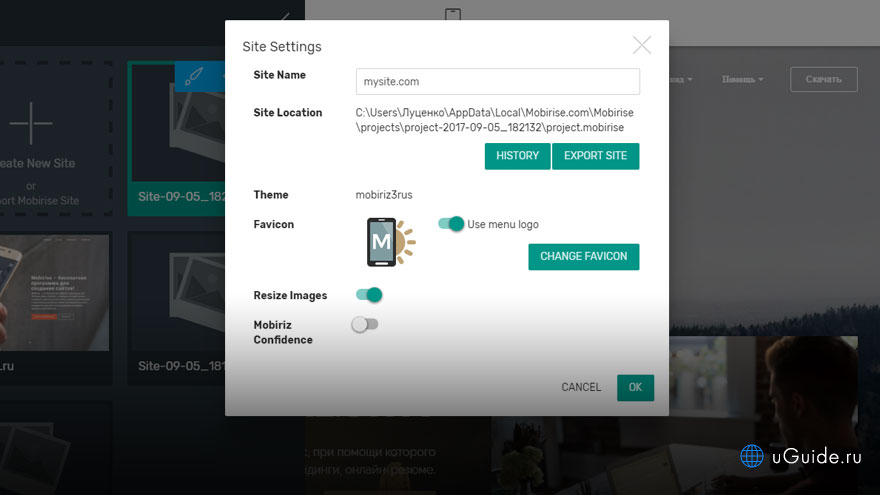 Site Settings
Site Name
mysite.com
Site Location
C:\Users\Луценко\AppData\Local\Mobirise.com\Mobirise
\projects\project-2017-09-05_182132\project.mobirise
HISTORY
EXPORT SITE
Theme
mobiriz3rus
Favicon
M
Use menu logo
CHANGE FAVICON
Resize Images
Mobiriz
Confidence
CANCEL
OK
eate New Site
or
ort Mobirise Site
Site-09-05_182
Mobirise — бесплатная
программа для
создания сайтов!
.ru
Site-09-05_181
Помощь
Скачать
, при помощи которого
динги, онлайн резюме.
uGuide.ru